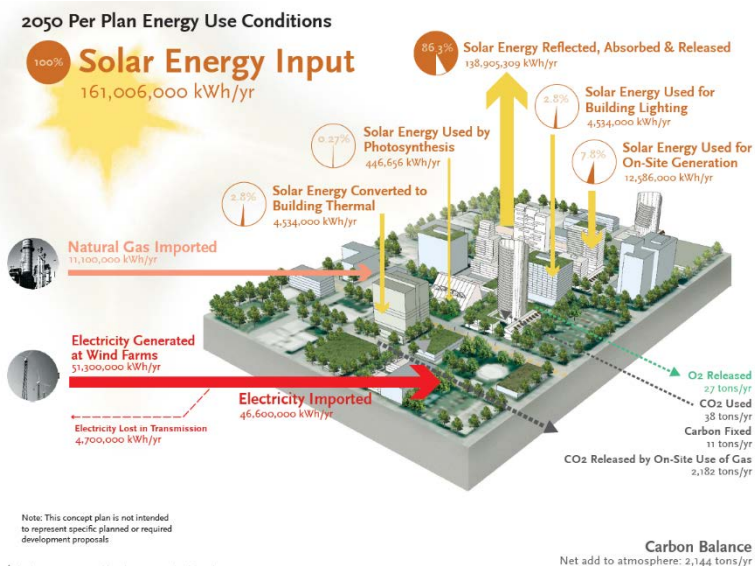 2050 Per Plan Energy Use Conditions
100%
Solar Energy Input
161,006,000 kWh/yr
86.3%
Solar Energy Reflected, Absorbed & Released
138,905,309 kWh/yr
2.8%
Solar Energy Used for
Building Lighting
4,534,000 kWh/yr
0.27%
Solar Energy Used by
Photosynthesis
446,656 kWh/yr
7.8%
Solar Energy Used for
On-Site Generation
12,586,000 kWh/yr
2.8%
Solar Energy Converted to
Building Thermal
4,534,000 kWh/yr
Natural Gas Imported
11,100,000 kWh/yr
Electricity Generated
at Wind Farms
51,300,000 kWh/yr
Electricity Imported
46,600,000 kWh/yr
Electricity Lost in Transmission
4,700,000 kWh/yr
O2 Released
27 tons/yr
CO2 Used
38 tons/yr
Carbon Fixed
11 tons/yr
CO2 Released by On-Site Use of Gas
2,182 tons/yr
Note: This concept plan is not intended
to represent specific planned or required
development proposals
Carbon Balance
Net add to atmosphere: 2,144 tons/yr